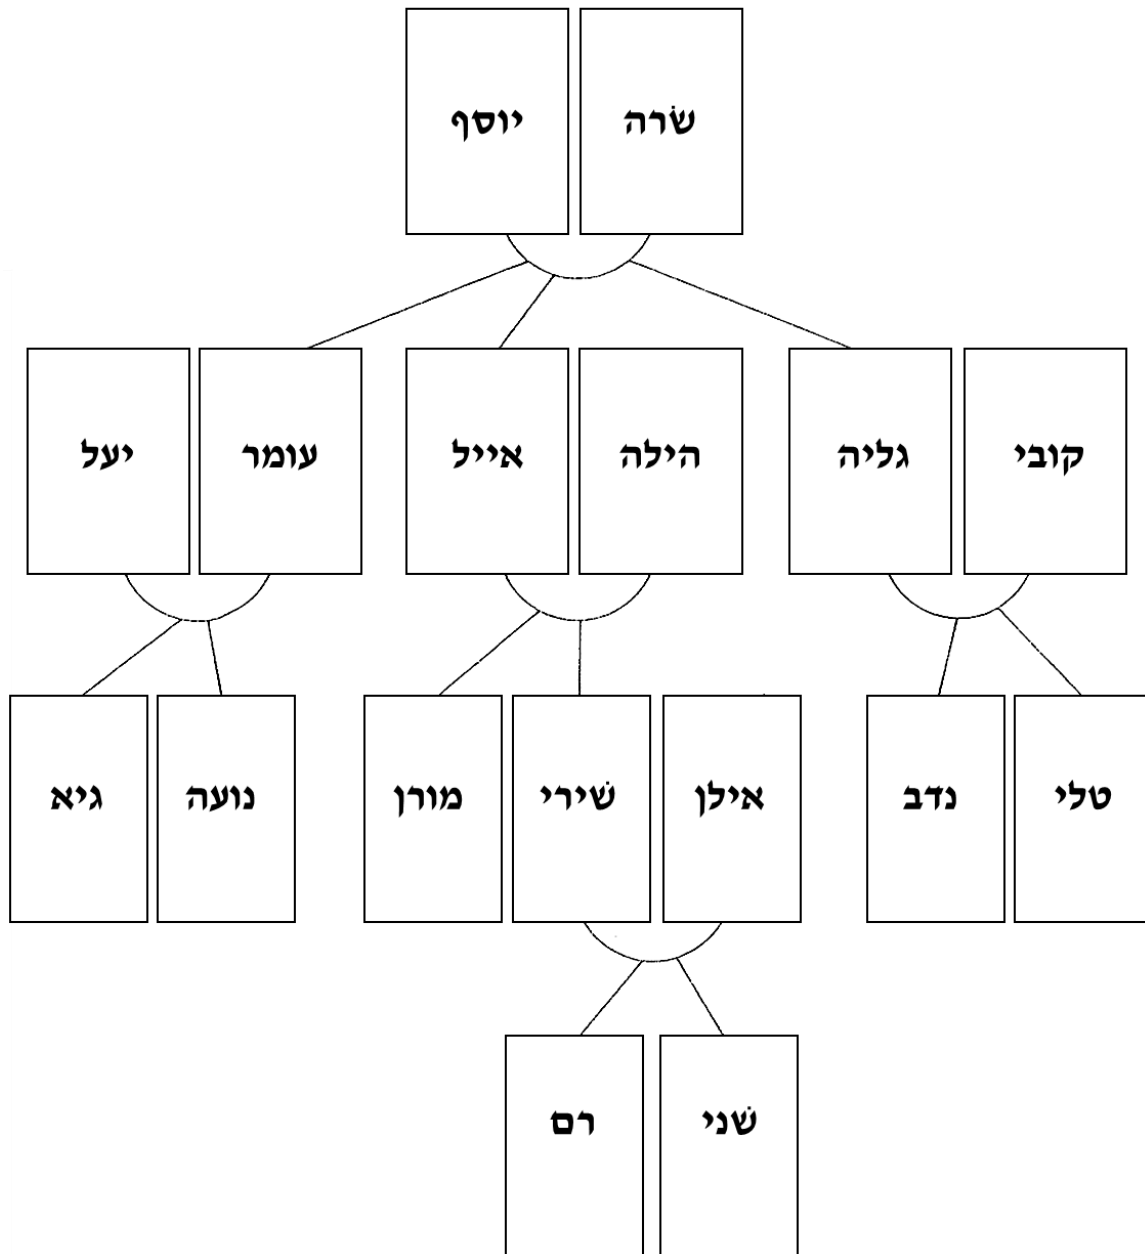 שׂרה יוסף
קובי גליה הילה אייל עומר יעל
טלי נדב אילן שׁירי מורן נועה גיא
שׁני רם